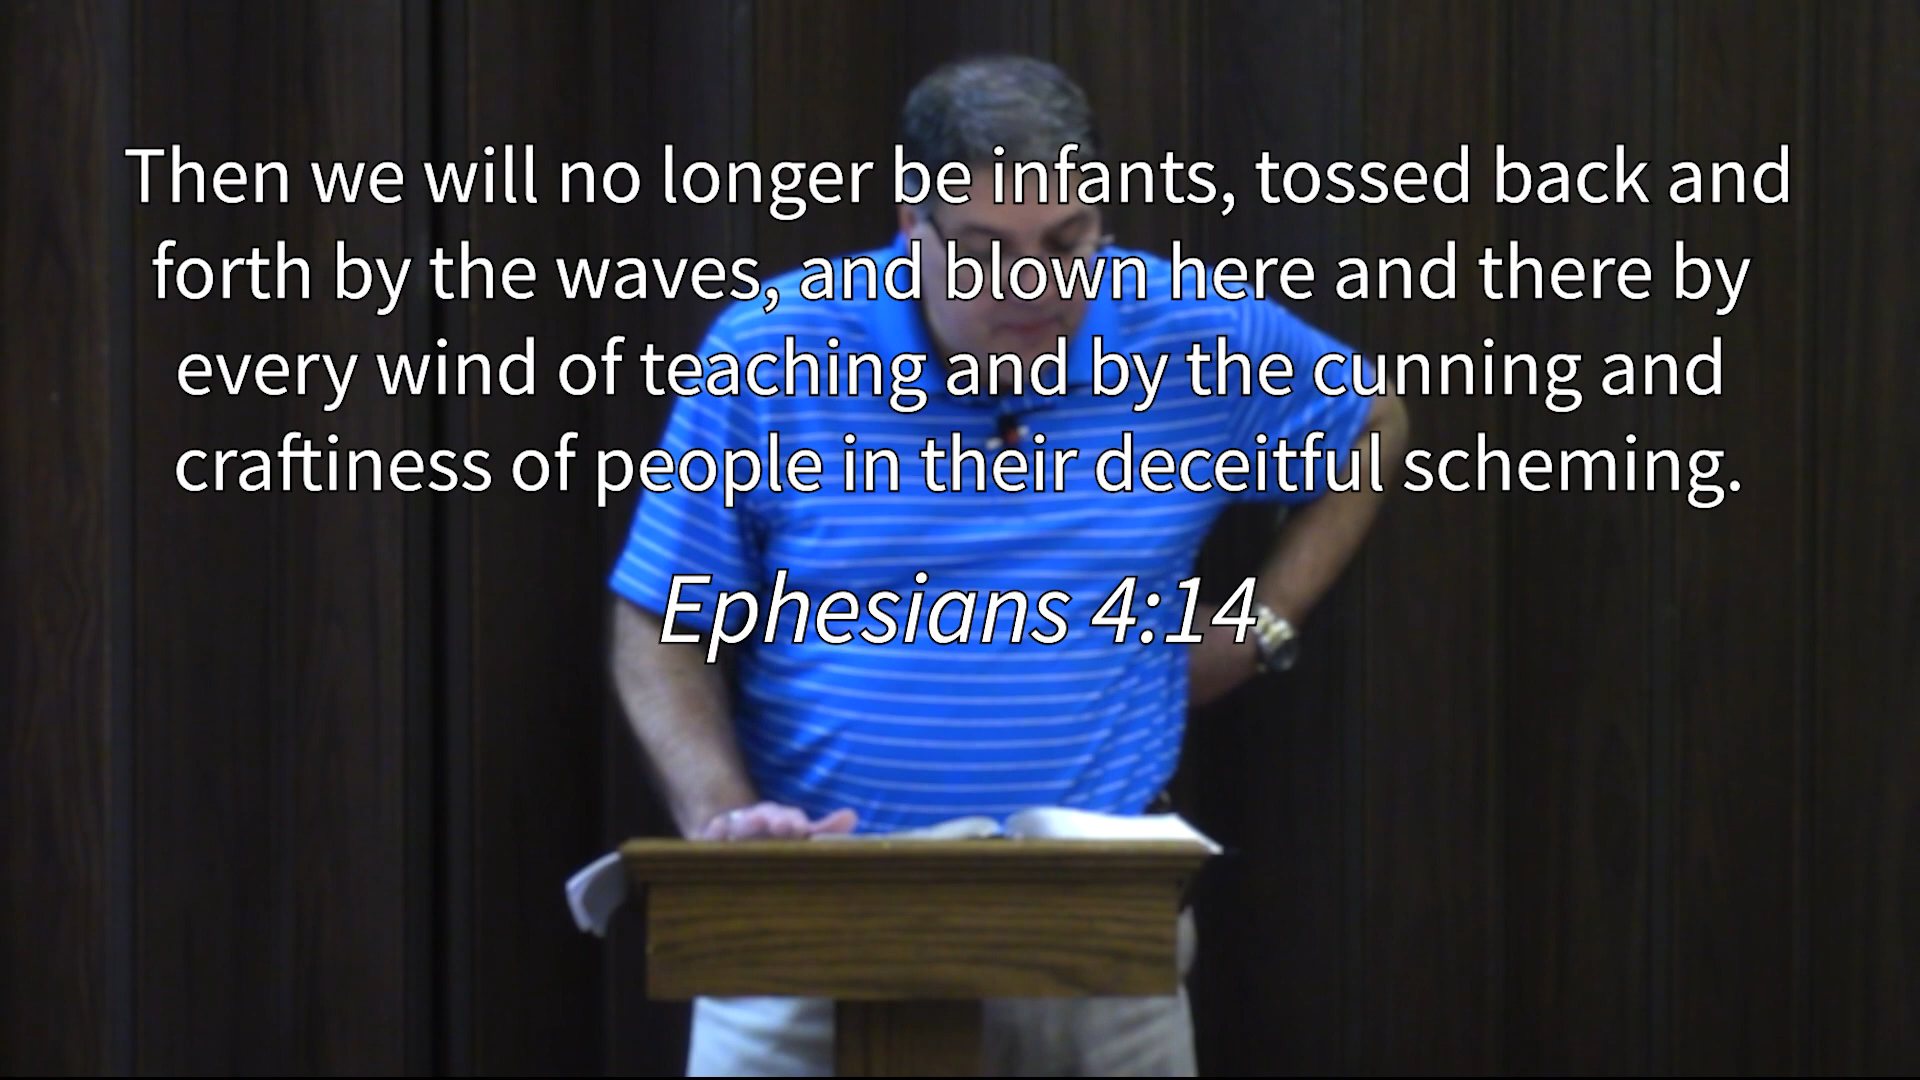 Then we will no longer be infants, tossed back and
forth by the waves, and blown here and there by
every wind of teaching and by the cunning and
craftiness of people in their deceitful scheming.
Ephesians 4:14